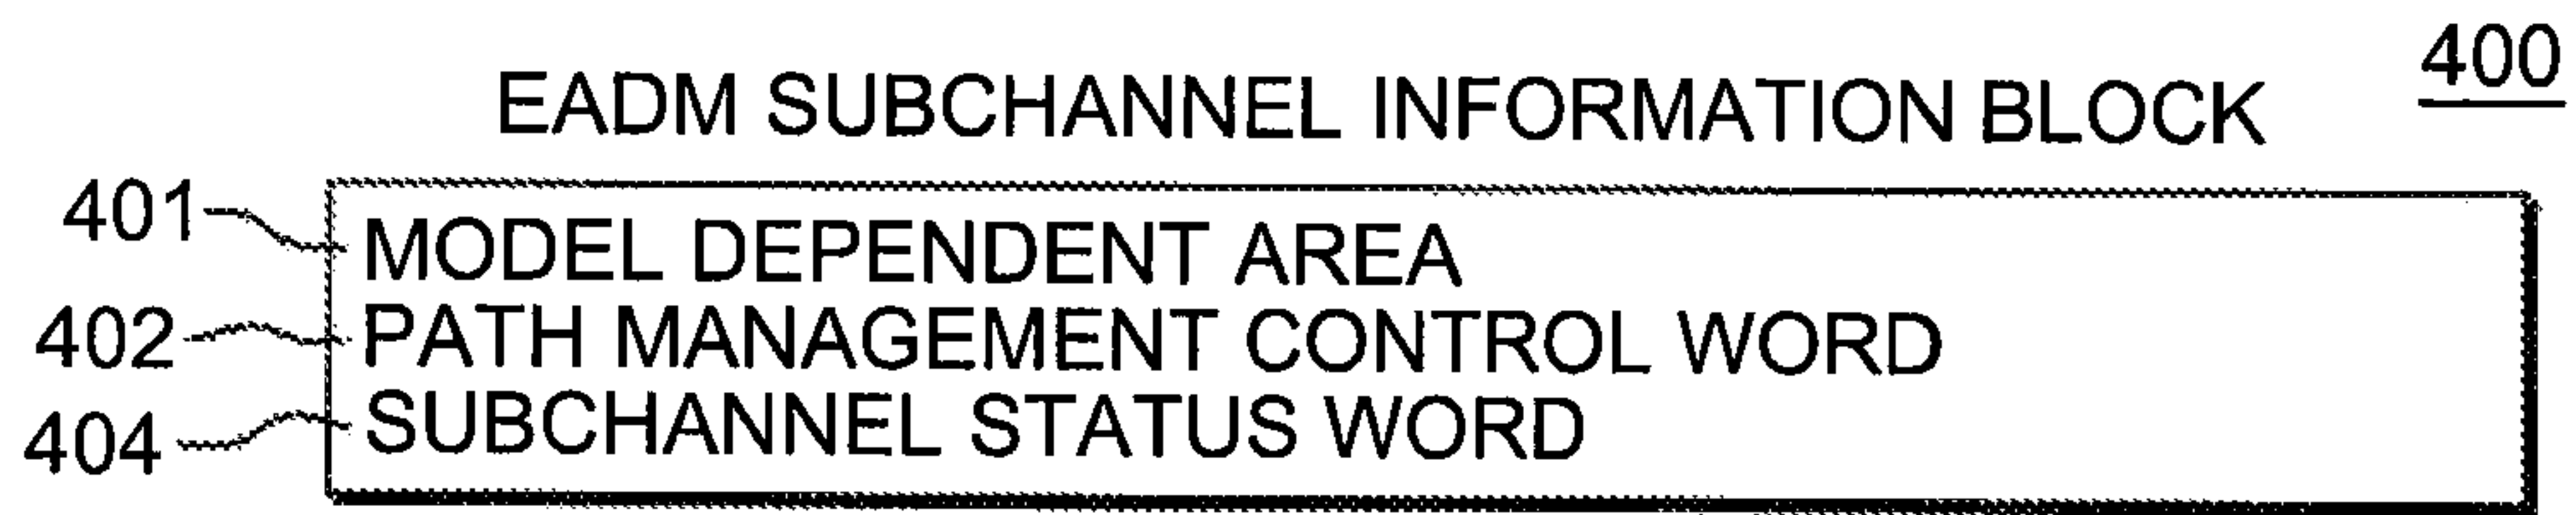 400
EADM SUBCHANNEL INFORMATION BLOCK
401 MODEL DEPENDENT AREA
402 PATH MANAGEMENT CONTROL WORD
404 SUBCHANNEL STATUS WORD